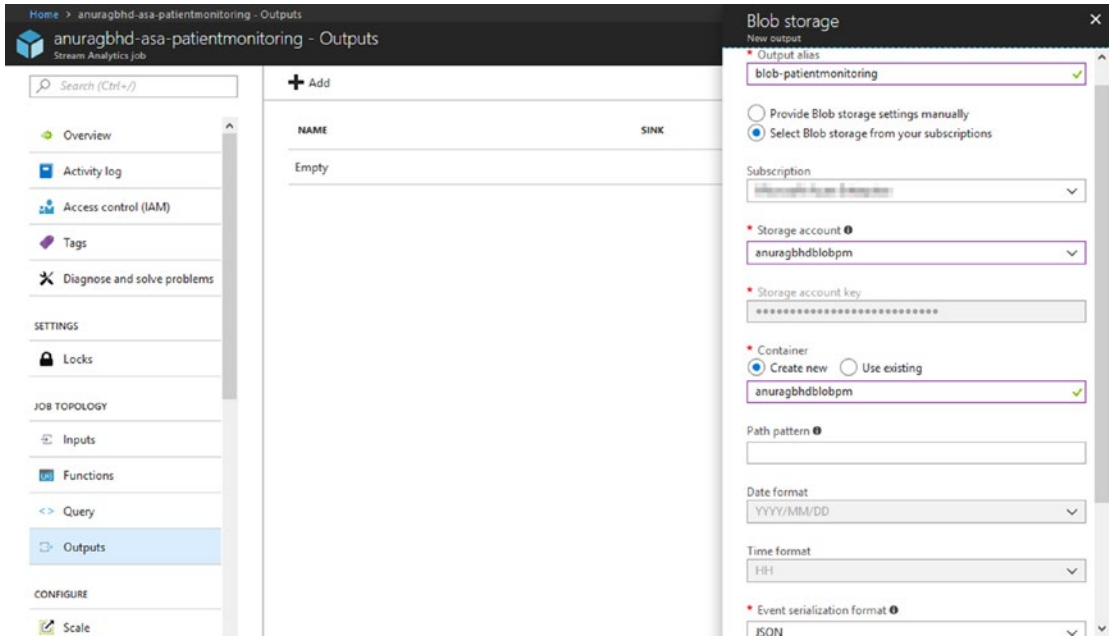 Home > anuragbhd-asa-patientmonitoring - Outputs
anuragbhd-asa-patientmonitoring - Outputs
Stream Analytics job
Search (Ctrl+/)
Overview
Activity log
Access control (IAM)
Tags
Diagnose and solve problems
SETTINGS
Locks
JOB TOPOLOGY
Inputs
Functions
Query
Outputs
CONFIGURE
Scale
Add
NAME SINK
Empty
Blob storage
New output
* Output alias
blob-patientmonitoring
Provide Blob storage settings manually
Select Blob storage from your subscriptions
Subscription
* Storage account
anuragbhdblobpm
* Storage account key
* Container
Create new Use existing
anuragbhdblobpm
Path pattern
Date format
YYYY/MM/DD
Time format
HH
* Event serialization format
JSON